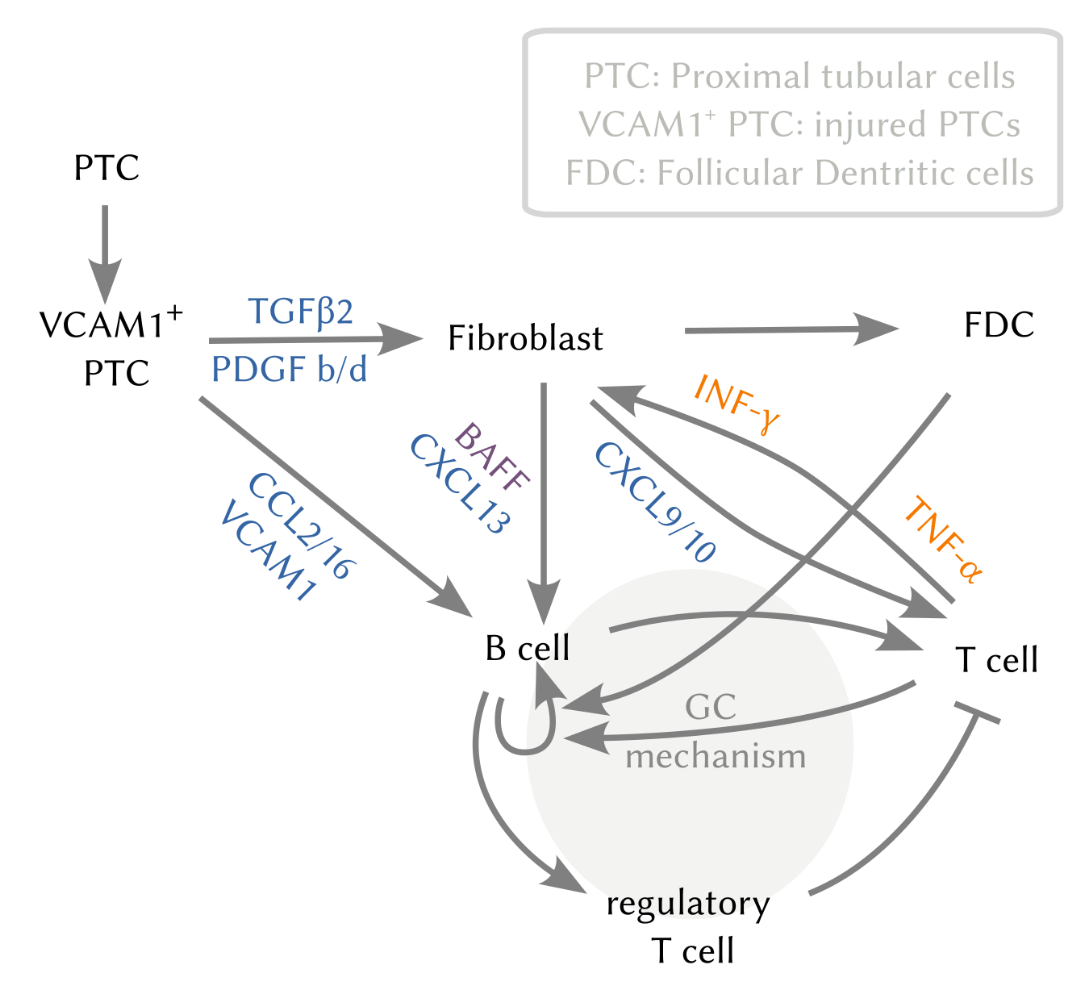 PTC: Proximal tubular cells
VCAM1⁺ PTC: injured PTCs
FDC: Follicular Dentritic cells
PTC
VCAM1⁺
PTC
TGFβ2
PDGF b/d
Fibroblast
FDC
INF-γ
BAFF
CXCL13
CXCL9/10
TNF-α
CCL2/16
VCAM1
B cell
T cell
GC
mechanism
regulatory
T cell